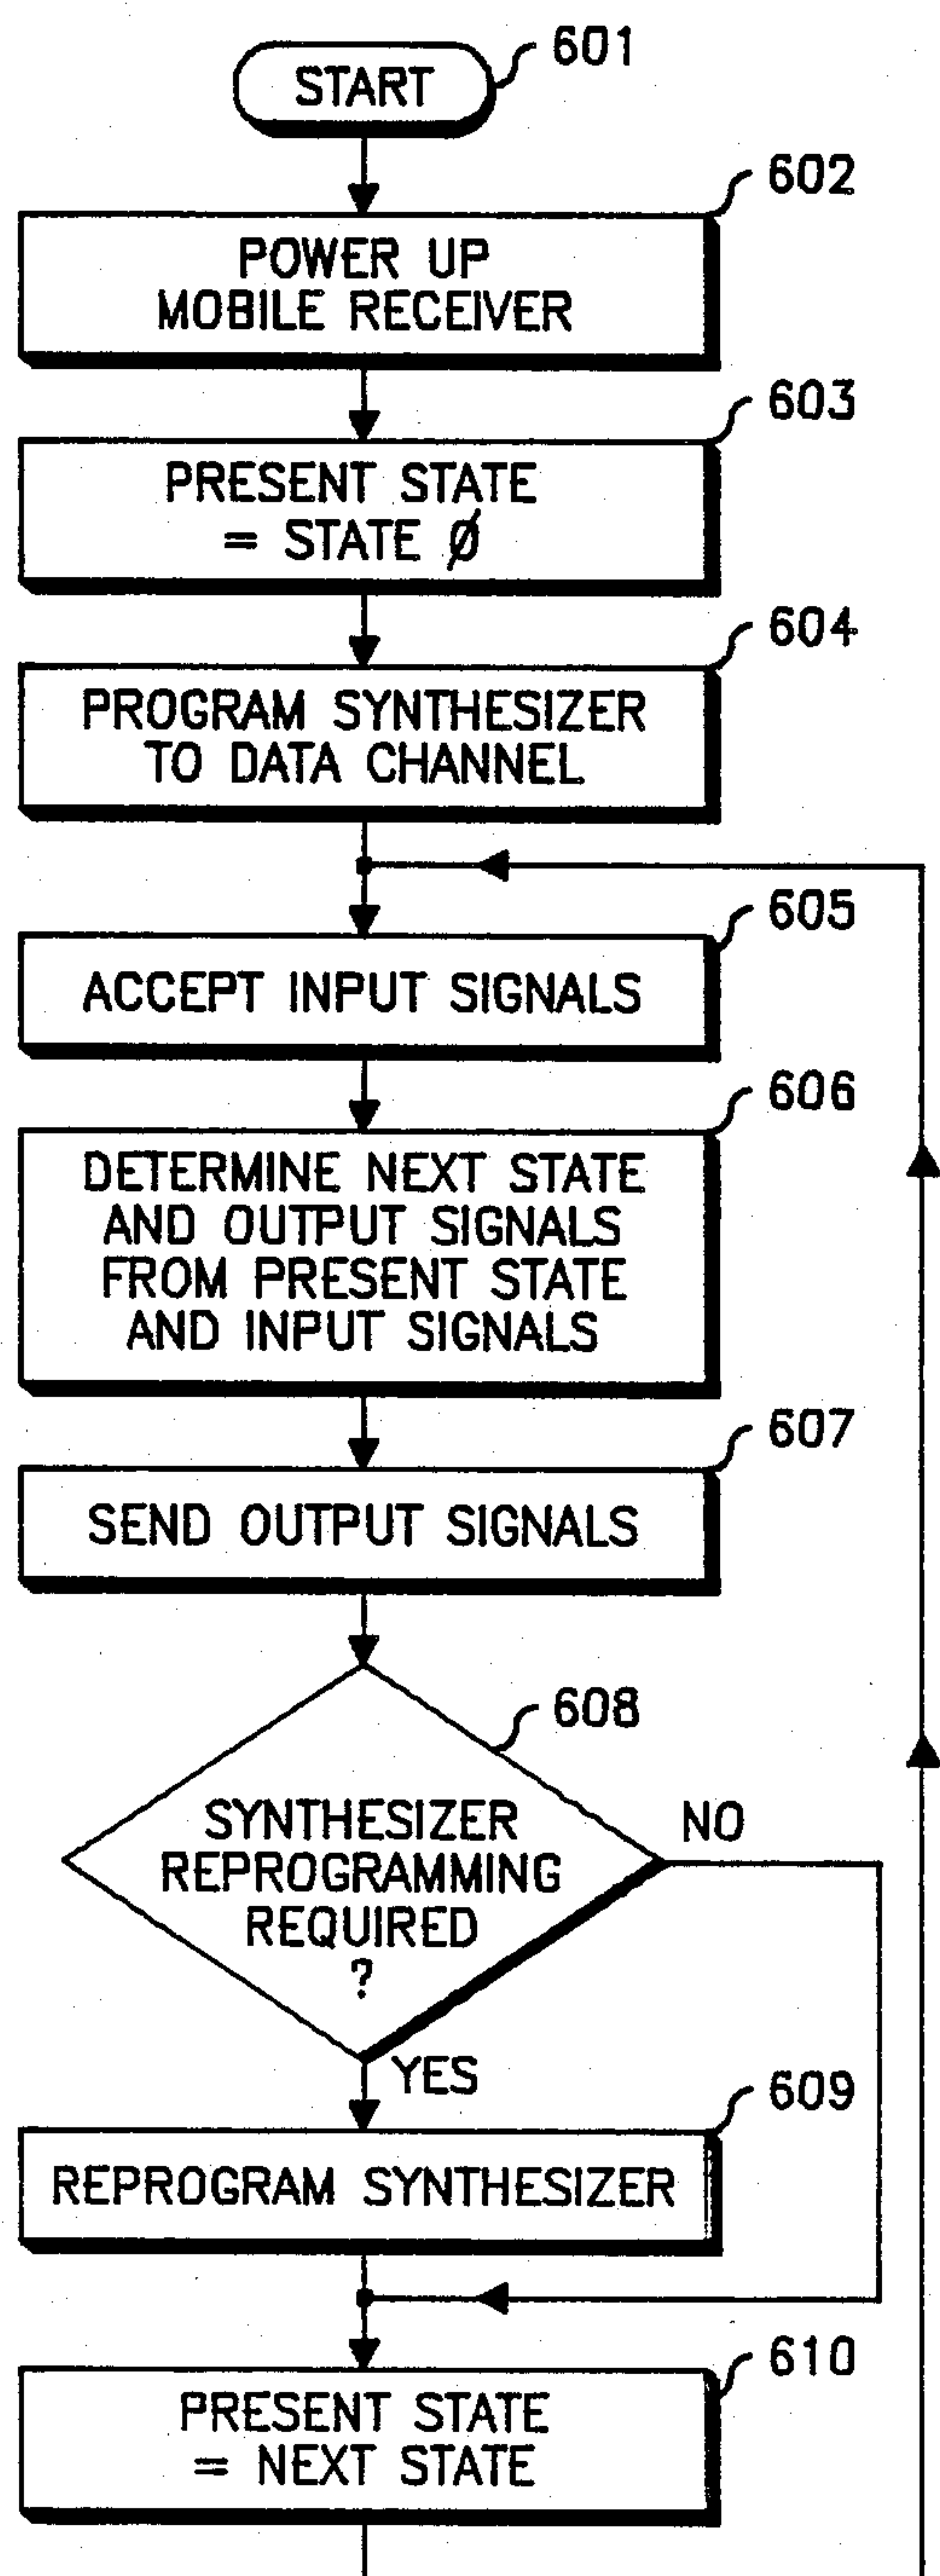 START
601
602
POWER UP
MOBILE RECEIVER
603
PRESENT STATE
= STATE Ø
604
PROGRAM SYNTHESIZER
TO DATA CHANNEL
605
ACCEPT INPUT SIGNALS
606
DETERMINE NEXT STATE
AND OUTPUT SIGNALS
FROM PRESENT STATE
AND INPUT SIGNALS
607
SEND OUTPUT SIGNALS
608
SYNTHESIZER
REPROGRAMMING
REQUIRED
?
NO
YES
609
REPROGRAM SYNTHESIZER
610
PRESENT STATE
= NEXT STATE